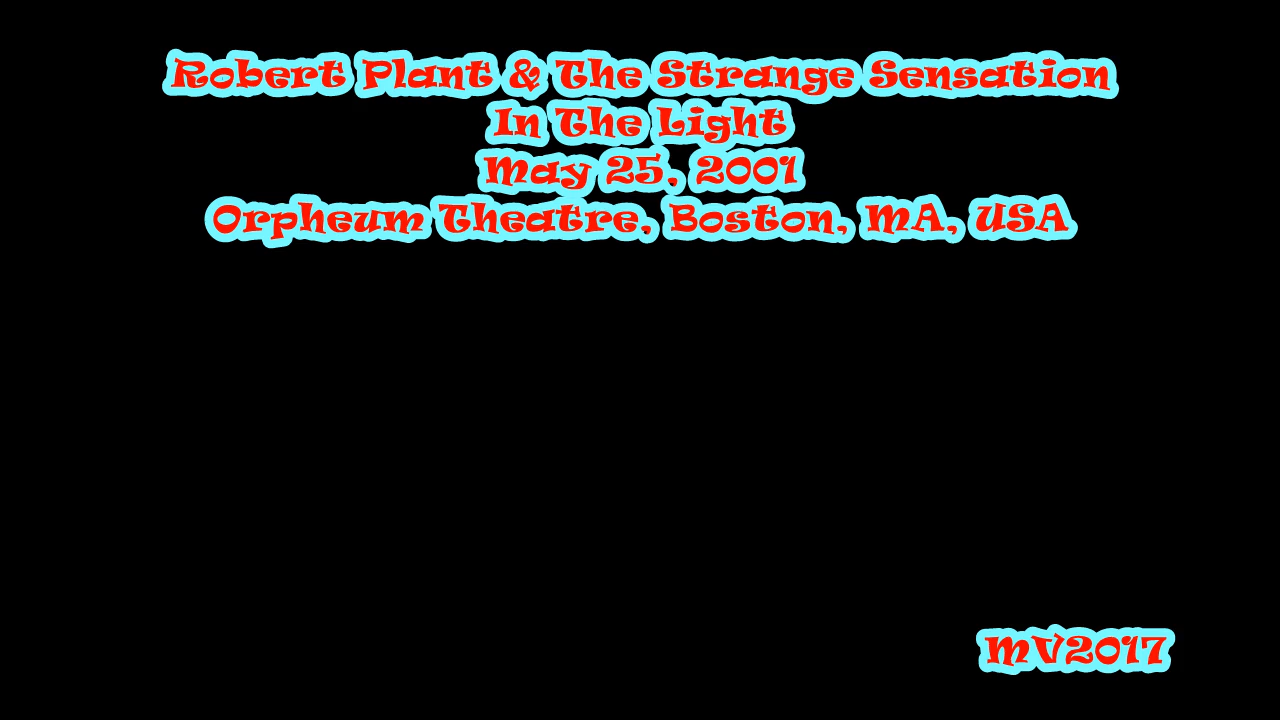 Robert Plant & The Strange Sensation
In The Light
May 25, 2001
Orpheum Theatre, Boston, MA, USA
MV2017